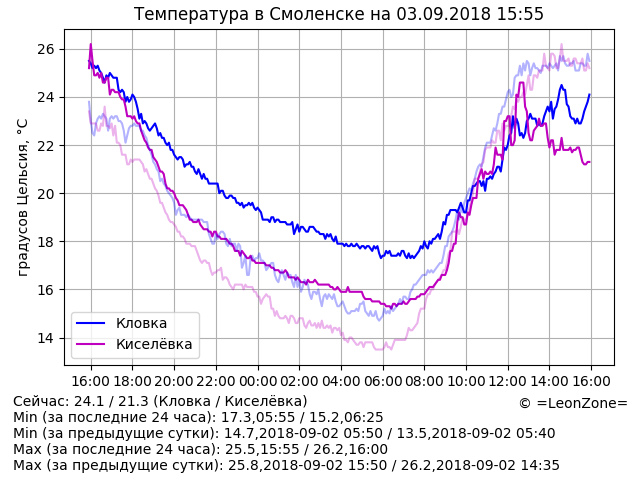 Температура в Смоленске на 03.09.2018 15:55
26
24
22
20
18
16
14
градусов Цельсия, °C
Кловка
Киселёвка
16:00 18:00 20:00 22:00 00:00 02:00 04:00 06:00 08:00 10:00 12:00 14:00 16:00
Сейчас: 24.1 / 21.3 (Кловка / Киселёвка)
© =LeonZone=
Min (за последние 24 часа): 17.3,05:55 / 15.2,06:25
Min (за предыдущие сутки): 14.7,2018-09-02 05:50 / 13.5,2018-09-02 05:40
Max (за последние 24 часа): 25.5,15:55 / 26.2,16:00
Max (за предыдущие сутки): 25.8,2018-09-02 15:50 / 26.2,2018-09-02 14:35